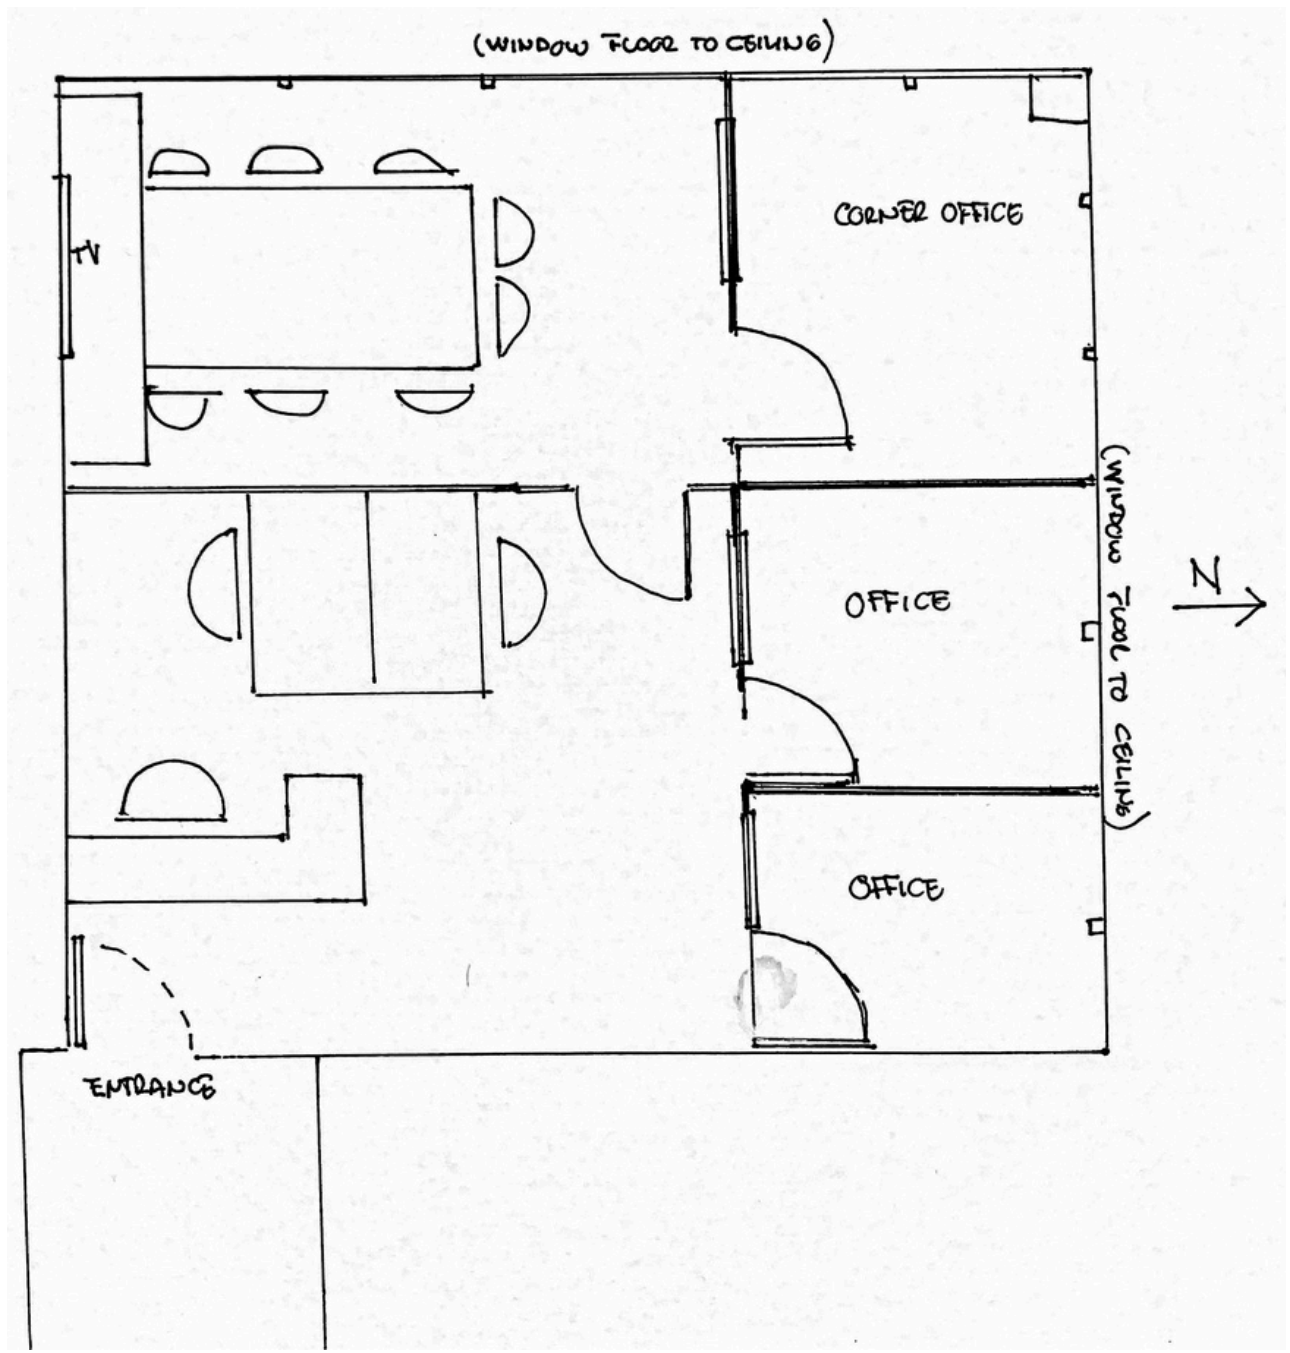 (WINDOW FLOOR TO CEILING)
TV
CORNER OFFICE
(WINDOW FLOOR TO CEILING)
N
OFFICE
OFFICE
ENTRANCE